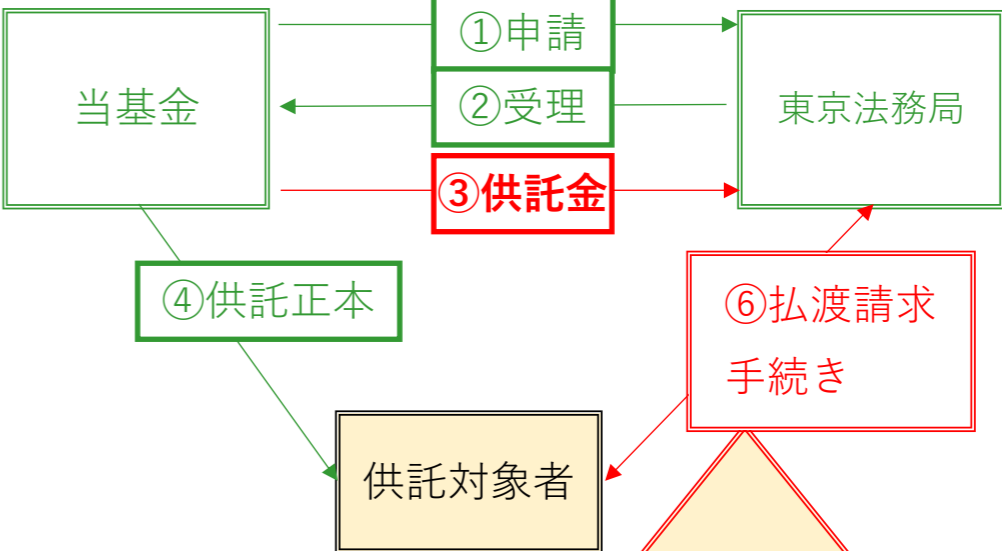 ①申請
当基金
②受理
東京法務局
③供託金
④供託正本
⑥払渡請求
手続き
供託対象者